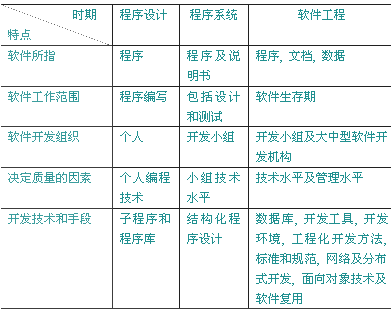 时期 程序设计 程序系统 软件工程
特点
软件所指 程序 程序及说 程序, 文档, 数据
明书
软件工作范围 程序编写 包括设计 软件生存期
和测试
软件开发组织 个人 开发小组 开发小组及大中型软件开
发机构
决定质量的因素 个人编程 小组技术 技术水平及管理水平
技术 水平
开发技术和手段 子程序和 结构化程 数据库, 开发工具, 开发
程序库 序设计 环境, 工程化开发方法,
标准和规范, 网络及分布
式开发, 面向对象技术及
软件复用